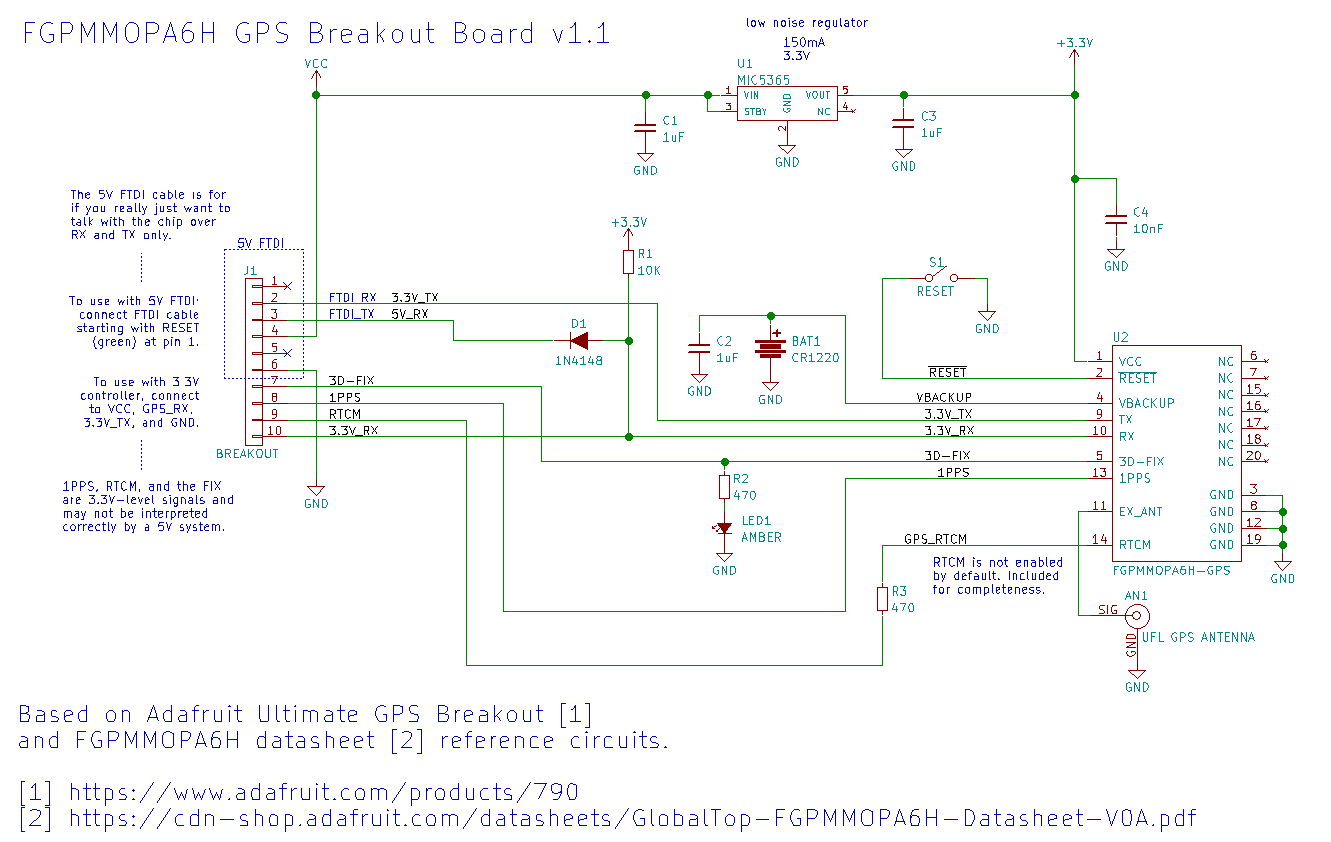 FGPMMOPA6H GPS Breakout Board v1.1
low noise regulator
150mA
3.3V
VCC
+3.3V
U1
MIC5365
1 VIN
3 STBY
GND
2
VOUT 5
NC 4
C1
1uF
GND
GND
C3
1uF
GND
C4
10nF
GND
The 5V FTDI cable is for
if you really just want to
talk with the chip over
RX and TX only.
To use with 5V FTDI:
connect FTDI cable
starting with RESET
(green) at pin 1.
To use with 3.3V
controller, connect
to VCC, GPS_RX,
3.3V_TX, and GND.
1PPS, RTCM, and the FIX
are 3.3V-level signals and
may not be interpreted
correctly by a 5V system.
5V FTDI
J1
1
2
3
4
5
6
7
8
9
10
BREAKOUT
FTDI_RX 3.3V_TX
FTDI_TX 5V_RX
3D-FIX
1PPS
RTCM
3.3V_RX
GND
+3.3V
R1
10K
D1
1N4148
C2
1uF
GND
BAT1
CR1220
GND
S1
RESET
GND
RESET
VBACKUP
3.3V_TX
3.3V_RX
3D-FIX
1PPS
R2
470
LED1
AMBER
GND
GPS_RTCM
RTCM is not enabled
by default. Included
for completeness.
R3
470
U2
1 VCC
2 RESET
4 VBACKUP
9 TX
10 RX
5 3D-FIX
13 1PPS
11 EX_ANT
14 RTCM
NC 6
NC 7
NC 15
NC 16
NC 17
NC 18
NC 20
GND 3
GND 8
GND 12
GND 19
FGPMMOPA6H-GPS
GND
AN1
SIG
UFL GPS ANTENNA
GND
GND
Based on Adafruit Ultimate GPS Breakout [1]
and FGPMMOPA6H datasheet [2] reference circuits.
[1] https://www.adafruit.com/products/790
[2] https://cdn-shop.adafruit.com/datasheets/GlobalTop-FGPMMOPA6H-Datasheet-V0A.pdf